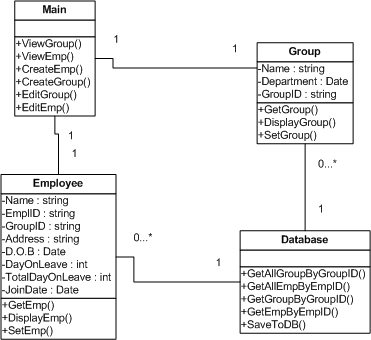 Main
+ViewGroup()
+ViewEmp()
+CreateEmp()
+CreateGroup()
+EditGroup()
+EditEmp()
1
1
Group
-Name : string
-Department : Date
-GroupID : string
+GetGroup()
+DisplayGroup()
+SetGroup()
1
1
0...*
1
Employee
-Name : string
-EmplID : string
-GroupID : string
-Address : string
-D.O.B : Date
-DayOnLeave : int
-TotalDayOnLeave : int
-JoinDate : Date
+GetEmp()
+DisplayEmp()
+SetEmp()
0...*
1
Database
+GetAllGroupByGroupID()
+GetAllEmpByEmpID()
+GetGroupByGroupID()
+GetEmpByEmpID()
+SaveToDB()